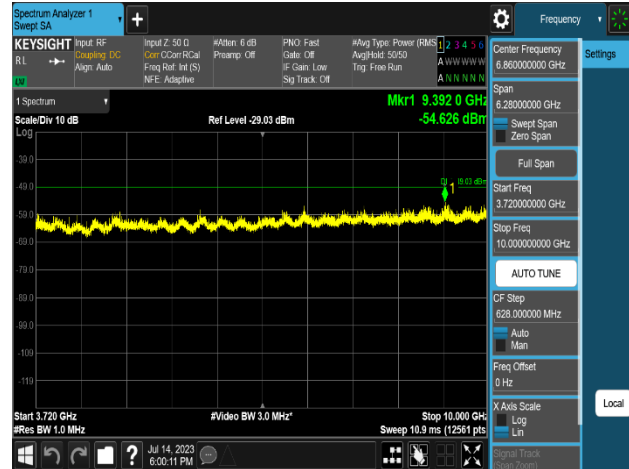 Spectrum Analyzer 1
Swept SA
+
Frequency
KEYSIGHT
Input: RF
Input Z: 50 Ω
#Atten: 6 dB
PNO: Fast
#Avg Type: Power (RMS
1 2 3 4 5 6
RL
Coupling: DC
Corr CCorr RCal
Preamp: Off
Gate: Off
Avg|Hold: 50/50
A W W W W W
Align: Auto
Freq Ref: Int (S)
IF Gain: Low
Trig: Free Run
LXI
NFE: Adaptive
Sig Track: Off
A N N N N N
1 Spectrum
Mkr1 9.392 0 GHz
Scale/Div 10 dB
Ref Level -29.03 dBm
-54.626 dBm
Log
-39.0
-49.0
-59.0
-69.0
-79.0
-89.0
-99.0
-109
-119
1
Start 3.720 GHz
#Video BW 3.0 MHz*
Stop 10.000 GHz
#Res BW 1.0 MHz
Sweep 10.9 ms (12561 pts
?
Jul 14, 2023
6:00:11 PM
Center Frequency
6.860000000 GHz
Settings
Span
6.28000000 GHz
Swept Span
Zero Span
Full Span
Start Freq
3.720000000 GHz
Stop Freq
10.000000000 GHz
AUTO TUNE
CF Step
628.000000 MHz
Auto
Man
Freq Offset
0 Hz
X Axis Scale
Log
Lin
Local
Signal Track
(Span Zoom)